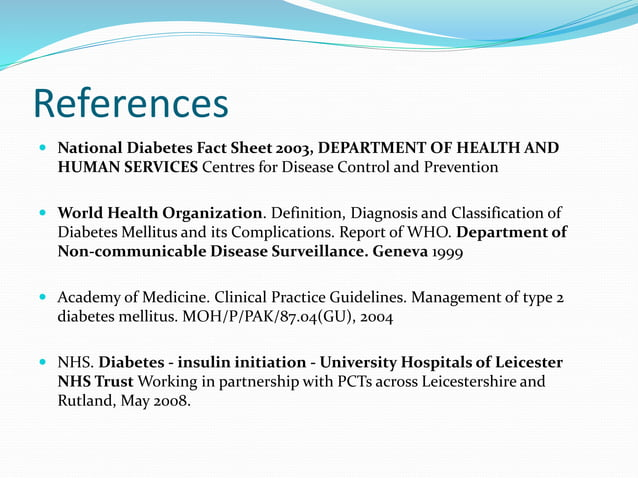 References
• National Diabetes Fact Sheet 2003, DEPARTMENT OF HEALTH AND
HUMAN SERVICES Centres for Disease Control and Prevention
• World Health Organization. Definition, Diagnosis and Classification of
Diabetes Mellitus and its Complications. Report of WHO. Department of
Non-communicable Disease Surveillance. Geneva 1999
• Academy of Medicine. Clinical Practice Guidelines. Management of type 2
diabetes mellitus. MOH/P/PAK/87.04(GU), 2004
• NHS. Diabetes - insulin initiation - University Hospitals of Leicester
NHS Trust Working in partnership with PCTs across Leicestershire and
Rutland, May 2008.